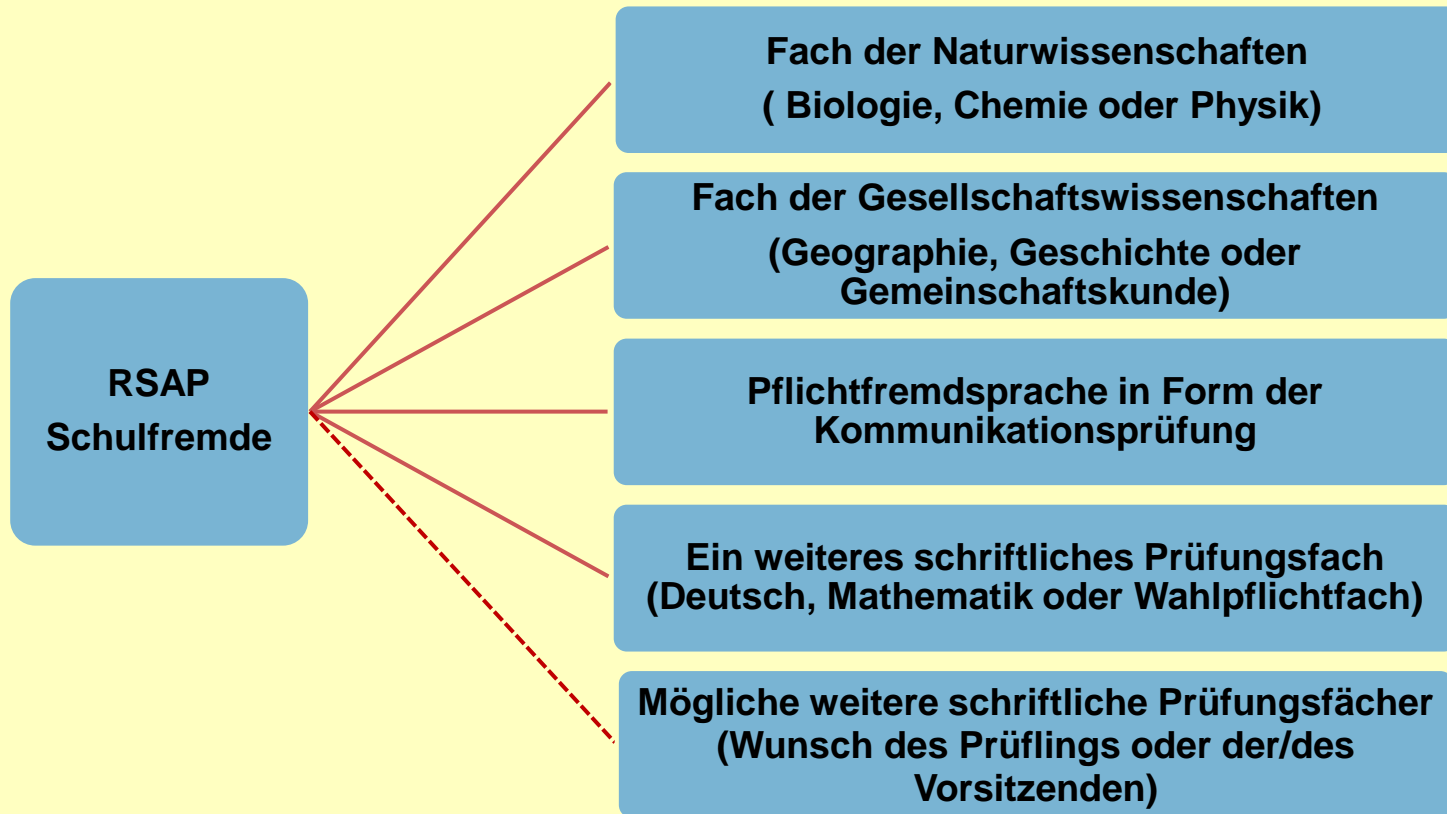 RSAP
Schulfremde
Fach der Naturwissenschaften
( Biologie, Chemie oder Physik)
Fach der Gesellschaftswissenschaften
(Geographie, Geschichte oder
Gemeinschaftskunde)
Pflichtfremdsprache in Form der
Kommunikationsprüfung
Ein weiteres schriftliches Prüfungsfach
(Deutsch, Mathematik oder Wahlpflichtfach)
Mögliche weitere schriftliche Prüfungsfächer
(Wunsch des Prüflings oder der/des
Vorsitzenden)